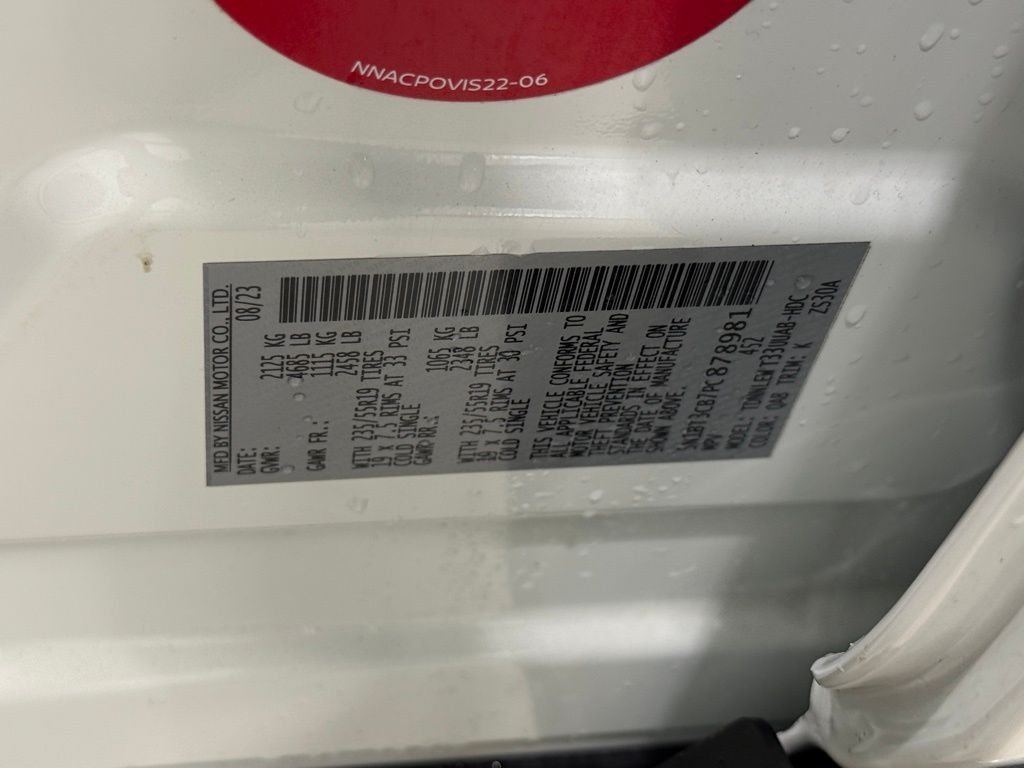 NNACPOVIS22-06
MFD BY NISSAN MOTOR CO., LTD.
DATE: 08/23
GVWR: 2125 KG
4685 LB
GAWR FR.: 1115 KG
2458 LB
WITH 235/55R19 TIRES
19 X 7.5 RIMS AT 33 PSI
COLD SINGLE
GAWR RR.: 1065 KG
2348 LB
WITH 235/55R19 TIRES
19 X 7.5 RIMS AT 30 PSI
COLD SINGLE
THIS VEHICLE CONFORMS TO
ALL APPLICABLE FEDERAL
MOTOR VEHICLE SAFETY AND
THEFT PREVENTION
STANDARDS IN EFFECT ON
THE DATE OF MANUFACTURE
SHOWN ABOVE.
5N1BT3CB7PC878981
MPV 452
MODEL:
COLOR: QAB TRIM: K ZS30A